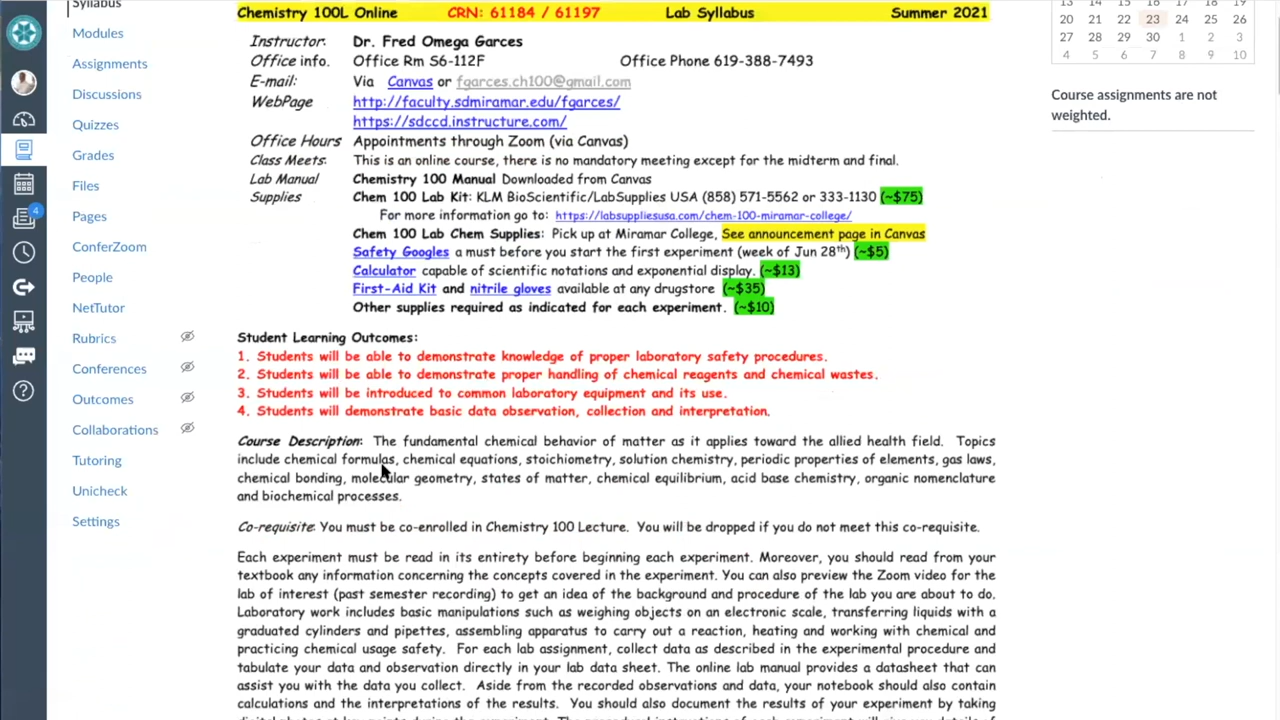 Syllabus
Modules
Assignments
Discussions
Quizzes
Grades
Files
Pages
ConferZoom
People
NetTutor
Rubrics
Conferences
Outcomes
Collaborations
Tutoring
Unicheck
Settings
4
Chemistry 100L Online CRN: 61184 / 61197 Lab Syllabus Summer 2021
Instructor: Dr. Fred Omega Garces
Office info. Office Rm S6-112F Office Phone 619-388-7493
E-mail: Via Canvas or fgarces.ch100@gmail.com
WebPage http://faculty.sdmiramar.edu/fgarces/
https://sdccd.instructure.com/
Office Hours Appointments through Zoom (via Canvas)
Class Meets: This is an online course, there is no mandatory meeting except for the midterm and final.
Lab Manual Chemistry 100 Manual Downloaded from Canvas
Supplies Chem 100 Lab Kit: KLM BioScientific/LabSupplies USA (858) 571-5562 or 333-1130 (~$75)
For more information go to: https://labsuppliesusa.com/chem-100-miramar-college/
Chem 100 Lab Chem Supplies: Pick up at Miramar College, See announcement page in Canvas
Safety Googles a must before you start the first experiment (week of Jun 28th) (~$5)
Calculator capable of scientific notations and exponential display. (~$13)
First-Aid Kit and nitrile gloves available at any drugstore (~$35)
Other supplies required as indicated for each experiment. (~$10)
Student Learning Outcomes:
1. Students will be able to demonstrate knowledge of proper laboratory safety procedures.
2. Students will be able to demonstrate proper handling of chemical reagents and chemical wastes.
3. Students will be introduced to common laboratory equipment and its use.
4. Students will demonstrate basic data observation, collection and interpretation.
Course Description: The fundamental chemical behavior of matter as it applies toward the allied health field. Topics
include chemical formulas, chemical equations, stoichiometry, solution chemistry, periodic properties of elements, gas laws,
chemical bonding, molecular geometry, states of matter, chemical equilibrium, acid base chemistry, organic nomenclature
and biochemical processes.
Co-requisite: You must be co-enrolled in Chemistry 100 Lecture. You will be dropped if you do not meet this co-requisite.
Each experiment must be read in its entirety before beginning each experiment. Moreover, you should read from your
textbook any information concerning the concepts covered in the experiment. You can also preview the Zoom video for the
lab of interest (past semester recording) to get an idea of the background and procedure of the lab you are about to do.
Laboratory work includes basic manipulations such as weighing objects on an electronic scale, transferring liquids with a
graduated cylinders and pipettes, assembling apparatus to carry out a reaction, heating and working with chemical and
practicing chemical usage safety. For each lab assignment, collect data as described in the experimental procedure and
tabulate your data and observation directly in your lab data sheet. The online lab manual provides a datasheet that can
assist you with the data you collect. Aside from the recorded observations and data, your notebook should also contain
calculations and the interpretations of the results. You should also document the results of your experiment by taking
13 14 15 16 17 18 19
20 21 22 23 24 25 26
27 28 29 30 1 2 3
4 5 6 7 8 9 10
Course assignments are not
weighted.